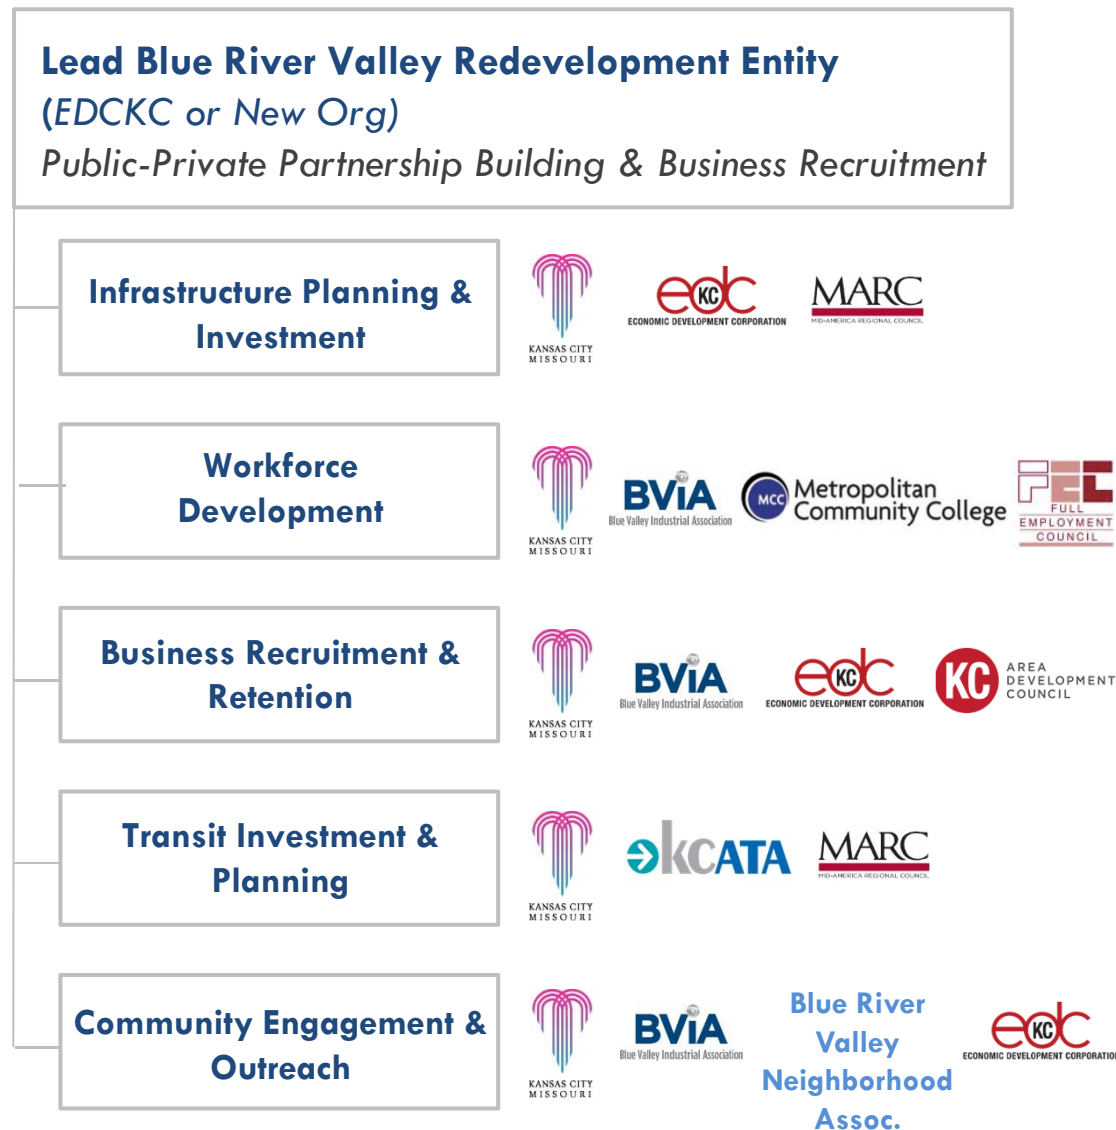 Lead Blue River Valley Redevelopment Entity
(EDCKC or New Org)
Public-Private Partnership Building & Business Recruitment
Infrastructure Planning &
Investment
KANSAS CITY
MISSOURI
edc KC
ECONOMIC DEVELOPMENT CORPORATION
MARC
MID-AMERICA REGIONAL COUNCIL
Workforce
Development
KANSAS CITY
MISSOURI
BViA
Blue Valley Industrial Association
MCC
Metropolitan
Community College
FEC
FULL
EMPLOYMENT
COUNCIL
Business Recruitment &
Retention
KANSAS CITY
MISSOURI
BViA
Blue Valley Industrial Association
edc KC
ECONOMIC DEVELOPMENT CORPORATION
KC
AREA
DEVELOPMENT
COUNCIL
Transit Investment &
Planning
KANSAS CITY
MISSOURI
kcATA
MARC
MID-AMERICA REGIONAL COUNCIL
Community Engagement &
Outreach
KANSAS CITY
MISSOURI
BViA
Blue Valley Industrial Association
Blue River
Valley
Neighborhood
Assoc.
edc KC
ECONOMIC DEVELOPMENT CORPORATION